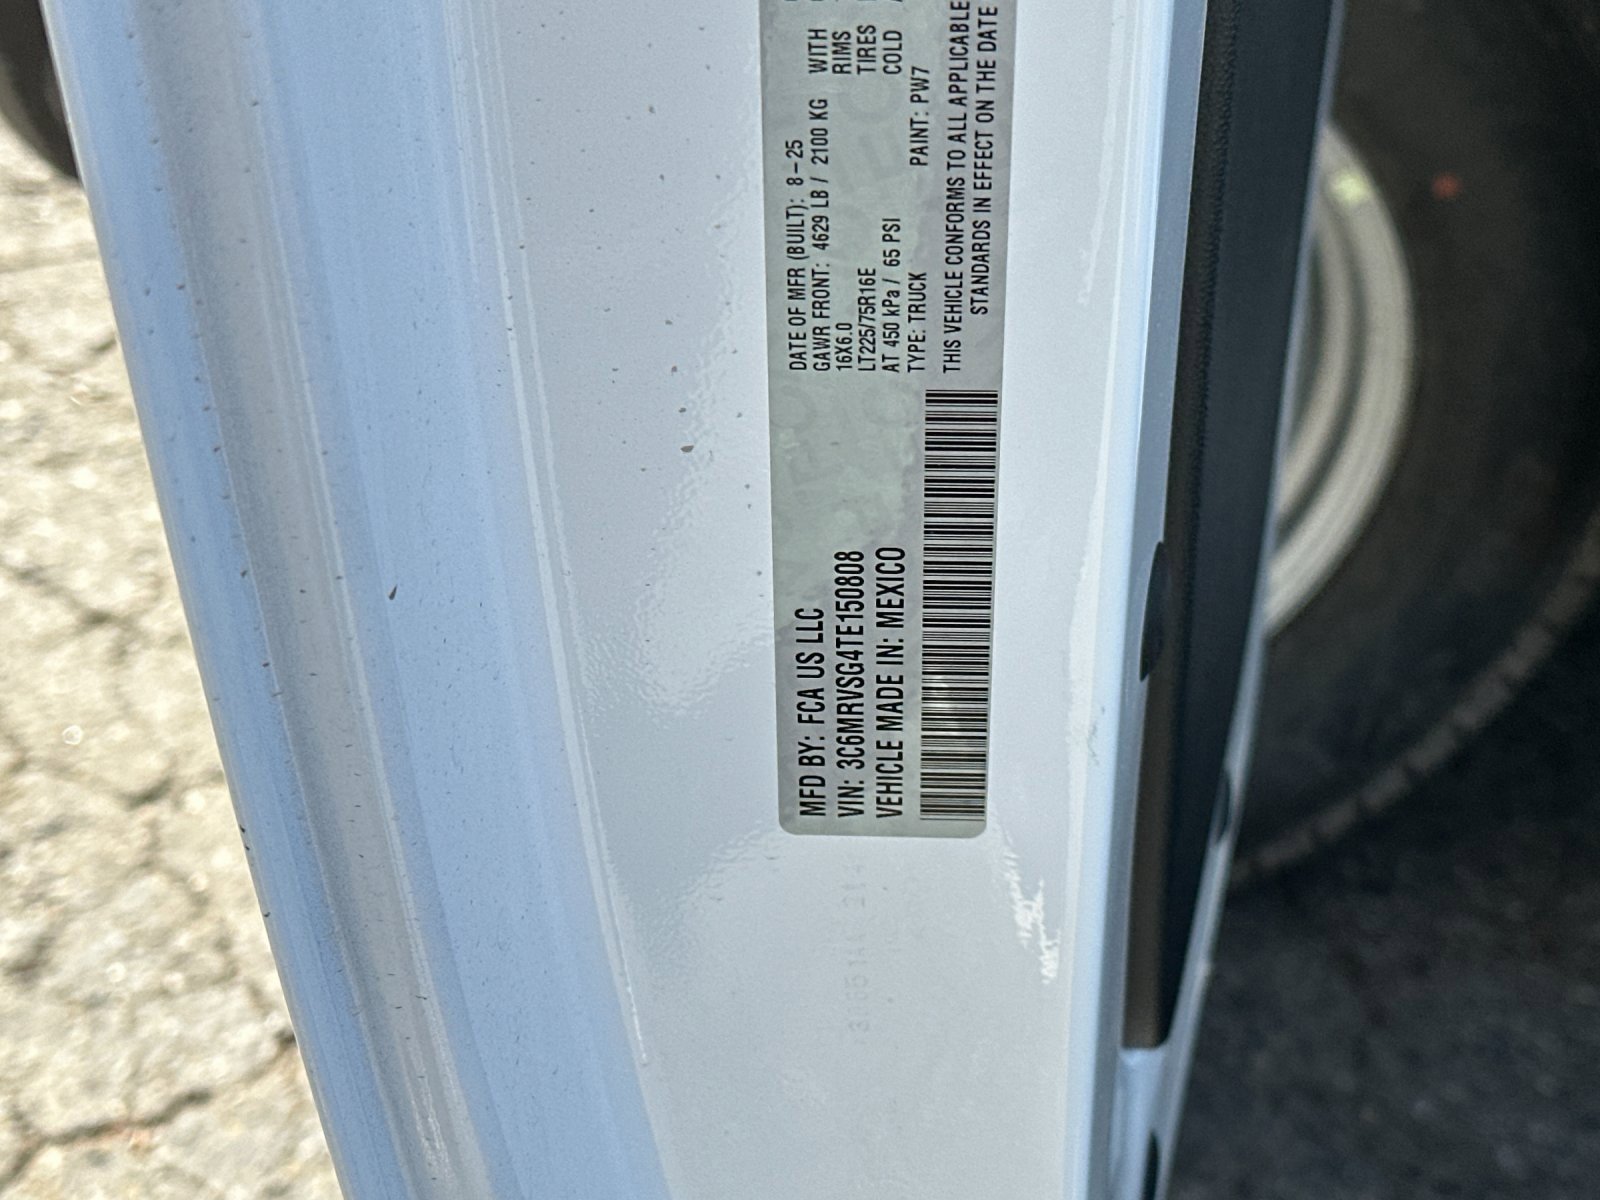 MFD BY: FCA US LLC
VIN: 3C6MRVSG4TE150808
VEHICLE MADE IN: MEXICO
DATE OF MFR (BUILT): 8-25
GAWR FRONT: 4629 LB / 2100 KG WITH
16X6.0 RIMS
LT225/75R16E TIRES
AT 450 kPa / 65 PSI COLD
TYPE: TRUCK PAINT: PW7
THIS VEHICLE CONFORMS TO ALL APPLICABLE
STANDARDS IN EFFECT ON THE DATE